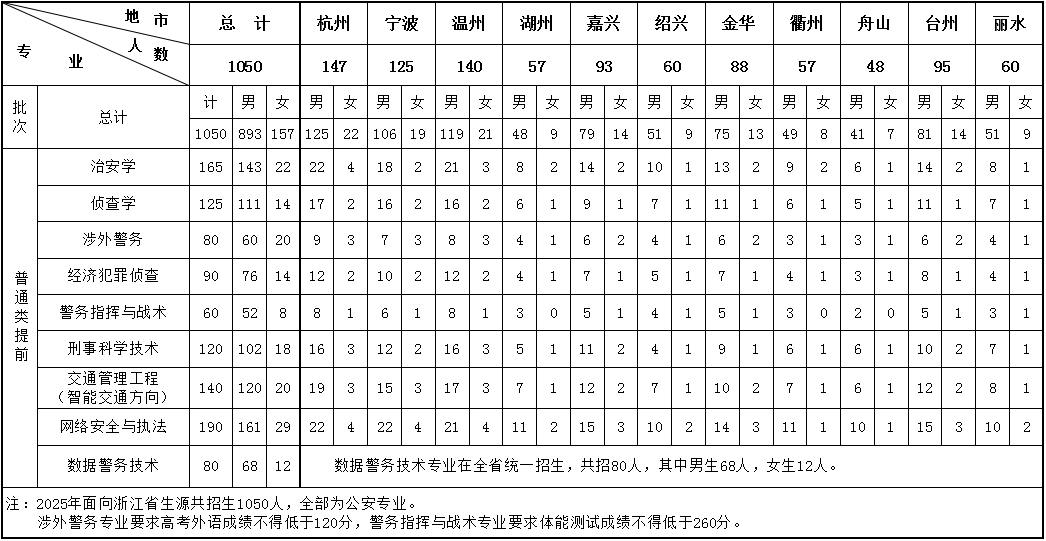 地 市
人 数
专 业
总 计 杭州 宁波 温州 湖州 嘉兴 绍兴 金华 衢州 舟山 台州 丽水
1050 147 125 140 57 93 60 88 57 48 95 60
批次 总计 计 男 女 男 女 男 女 男 女 男 女 男 女 男 女 男 女 男 女 男 女 男 女 男 女
1050 893 157 125 22 106 19 119 21 48 9 79 14 51 9 75 13 49 8 41 7 81 14 51 9
普通类提前
治安学 165 143 22 22 4 18 2 21 3 8 2 14 2 10 1 13 2 9 2 6 1 14 2 8 1
侦查学 125 111 14 17 2 16 2 16 2 6 1 9 1 7 1 11 1 6 1 5 1 11 1 7 1
涉外警务 80 60 20 9 3 7 3 8 3 4 1 6 2 4 1 6 2 3 1 3 1 6 2 4 1
经济犯罪侦查 90 76 14 12 2 10 2 12 2 4 1 7 1 5 1 7 1 4 1 3 1 8 1 4 1
警务指挥与战术 60 52 8 8 1 6 1 8 1 3 0 5 1 4 1 5 1 3 0 2 0 5 1 3 1
刑事科学技术 120 102 18 16 3 12 2 16 3 5 1 11 2 4 1 9 1 6 1 6 1 10 2 7 1
交通管理工程
（智能交通方向） 140 120 20 19 3 15 3 17 3 7 1 12 2 7 1 10 2 7 1 6 1 12 2 8 1
网络安全与执法 190 161 29 22 4 22 4 21 4 11 2 15 3 10 2 14 3 11 1 10 1 15 3 10 2
数据警务技术 80 68 12 数据警务技术专业在全省统一招生，共招80人，其中男生68人，女生12人。
注：2025年面向浙江省生源共招生1050人，全部为公安专业。
涉外警务专业要求高考外语成绩不得低于120分，警务指挥与战术专业要求体能测试成绩不得低于260分。